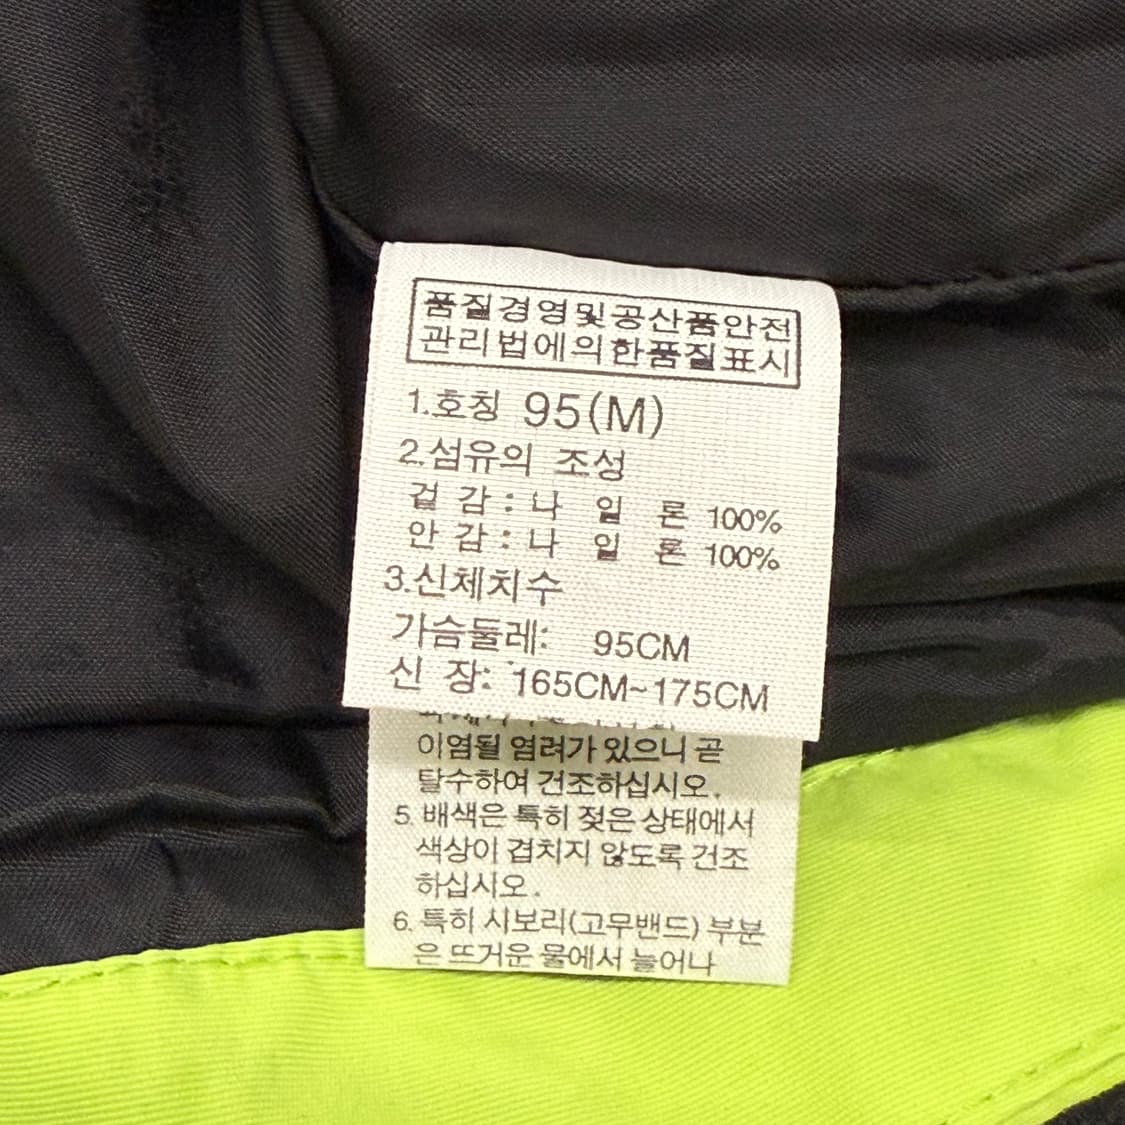 품질경영및공산품안전
관리법에의한품질표시
1.호칭 95(M)
2.섬유의 조성
겉 감 : 나 일 론 100%
안 감 : 나 일 론 100%
3.신체치수
가슴둘레: 95CM
신 장: 165CM~175CM
이염될 염려가 있으니 곧
탈수하여 건조하십시오.
5. 배색은 특히 젖은 상태에서
색상이 겹치지 않도록 건조
하십시오.
6. 특히 시보리(고무밴드) 부분
은 뜨거운 물에서 늘어나